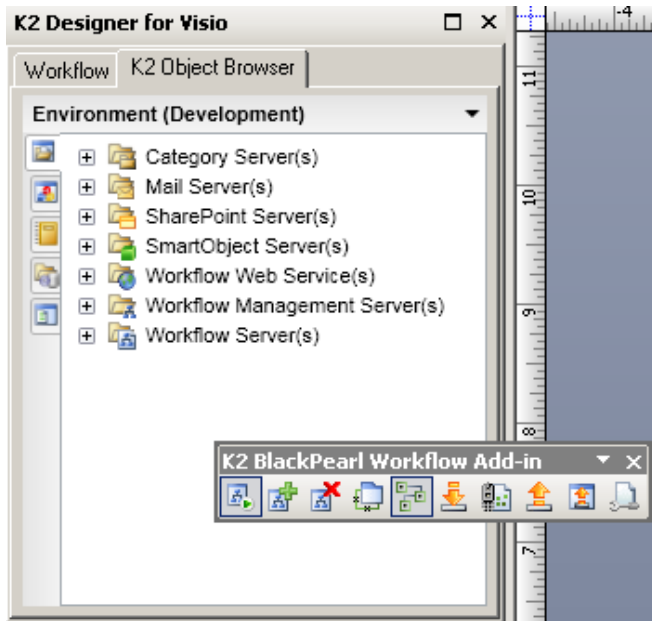 K2 Designer for Visio
Workflow
K2 Object Browser
Environment (Development)
Category Server(s)
Mail Server(s)
SharePoint Server(s)
SmartObject Server(s)
Workflow Web Service(s)
Workflow Management Server(s)
Workflow Server(s)
K2 BlackPearl Workflow Add-in
-4
11
10
9
8
7